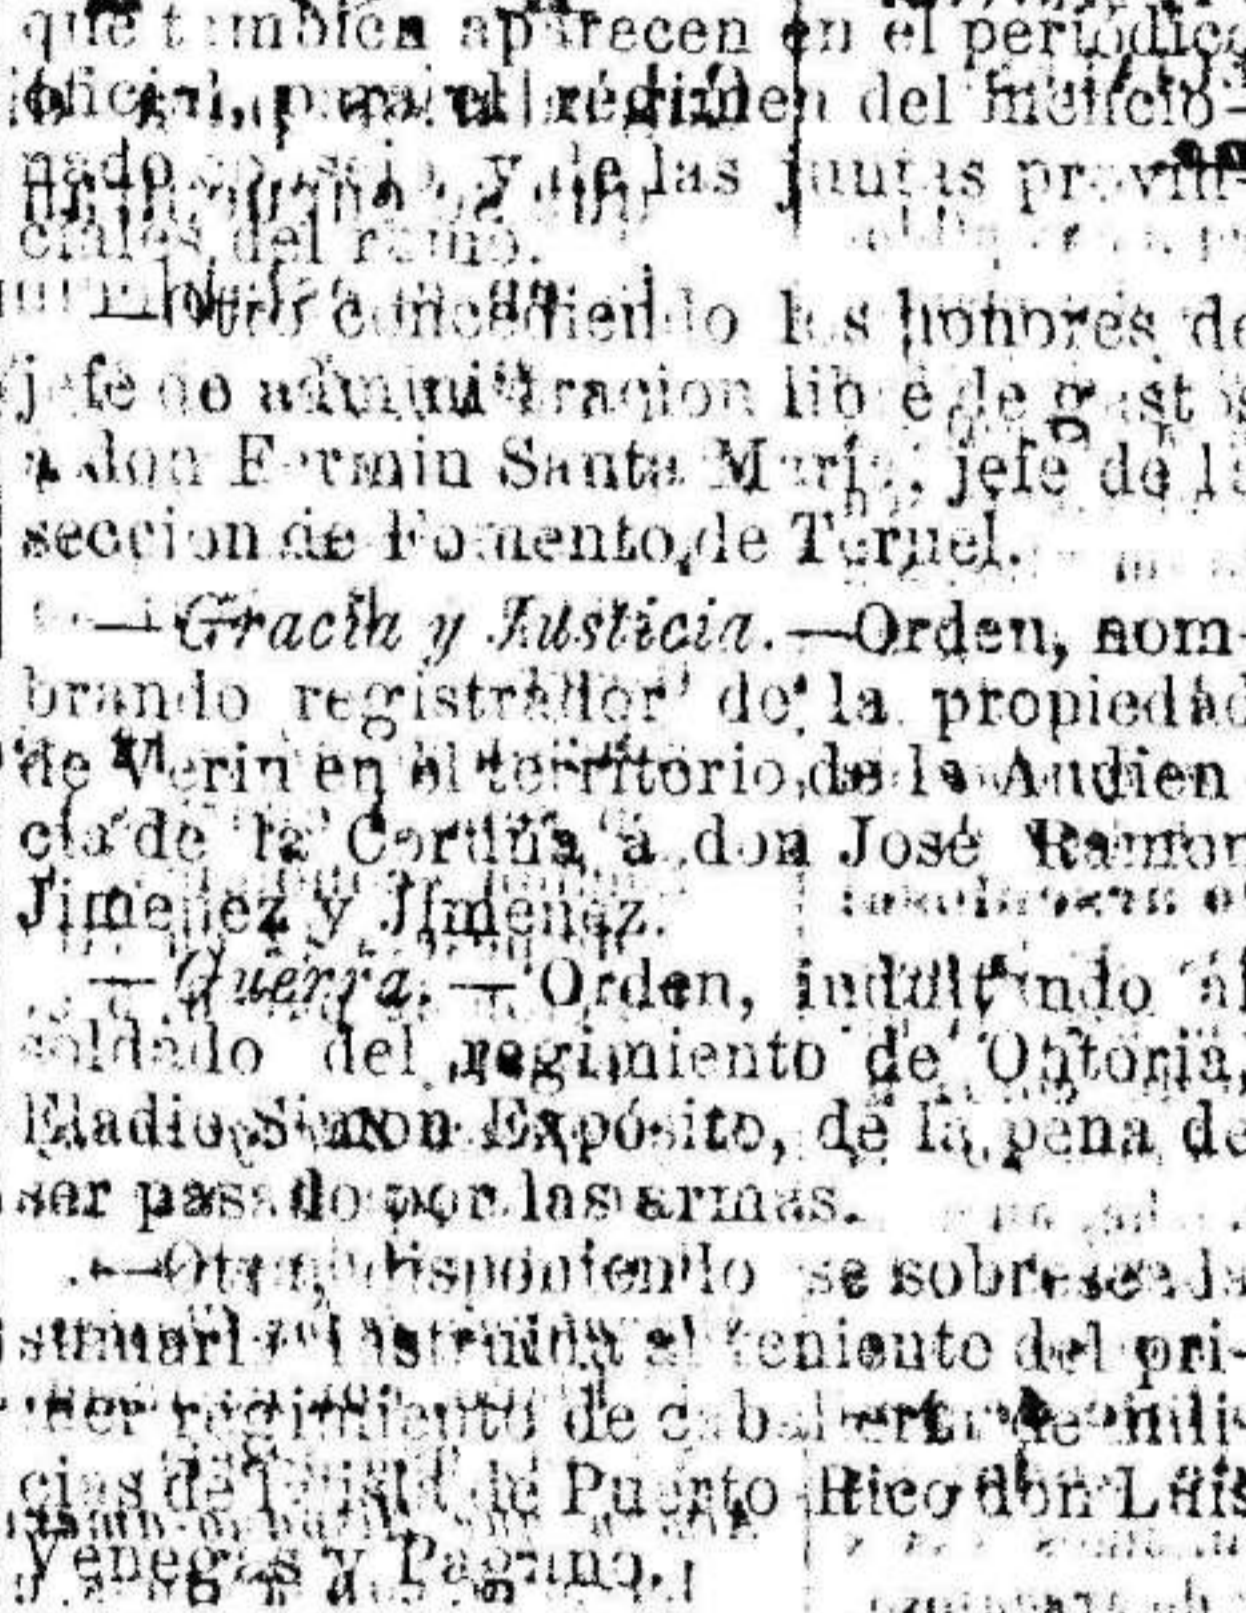 que tambien aparecen en el periódico
oficial, para el régimen del mencio-
nado consejo, y de las juntas provin-
ciales del ramo.
—Otro concediendo los honores de
jefe de administracion libre de gastos
a don Fermin Santa María, jefe de la
seccion de Fomento de Teruel.
—Gracia y Justicia.—Orden, nom-
brando registrador de la propiedad
de Verin en el territorio de la Audien
cia de la Coruña á don José Ramon
Jimenez y Jimenez.
—Guerra.—Orden, indultando al
soldado del regimiento de Ontoria,
Eladio Simon Expósito, de la pena de
ser pasado por las armas.
—Otra, disponiendo se sobresea la
sumaria instruida al teniente del pri-
mer regimiento de caballería de mili-
cias de la isla de Puerto Rico don Luis
Venegas y Pagano.